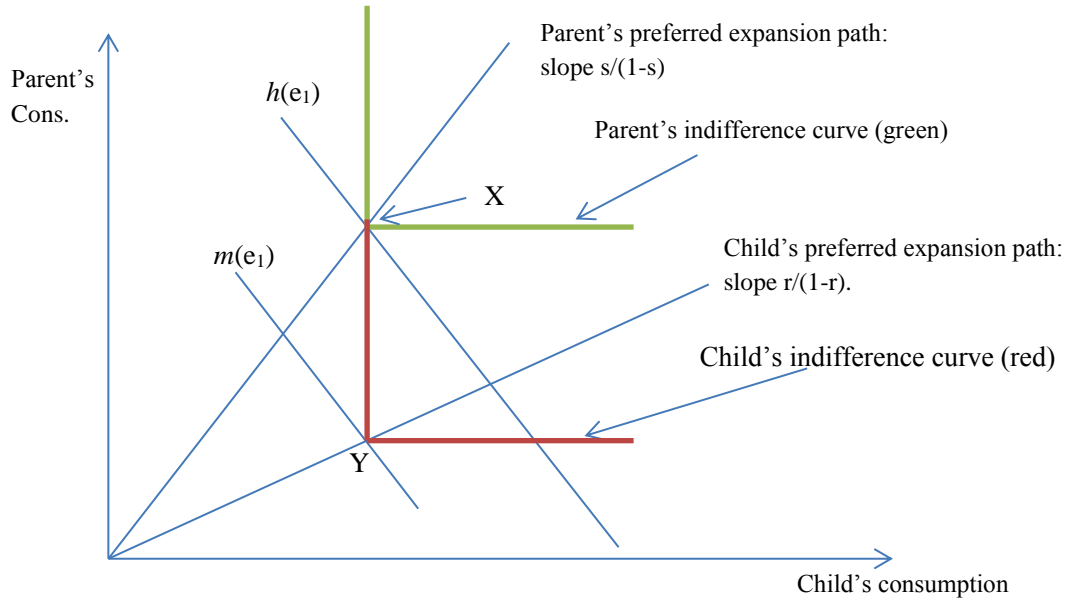 Parent's
Cons.
h(e₁)
Parent's preferred expansion path:
slope s/(1-s)
Parent's indifference curve (green)
X
m(e₁)
Child's preferred expansion path:
slope r/(1-r).
Child's indifference curve (red)
Y
Child's consumption